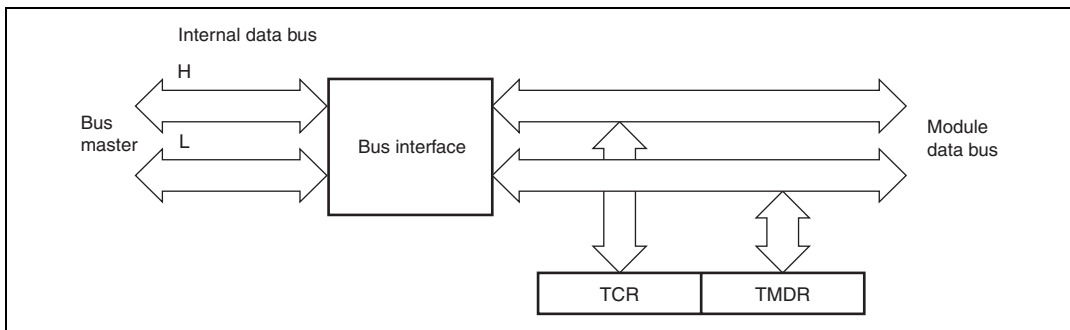 Internal data bus
H
Bus
master
L
Bus interface
Module
data bus
TCR
TMDR